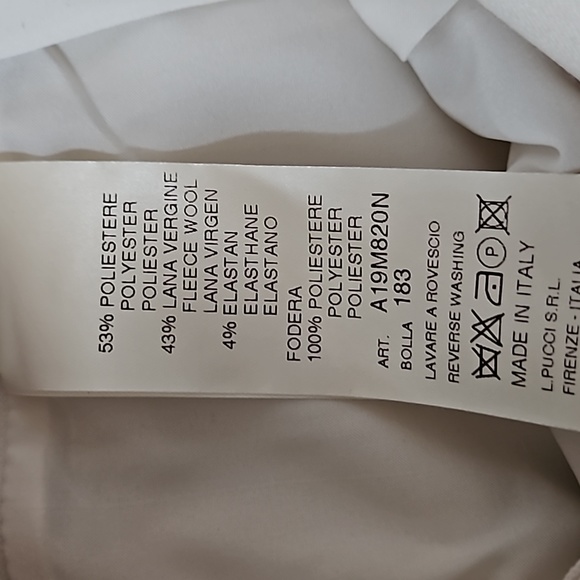 53% POLIESTERE
POLYESTER
POLIESTER
43% LANA VERGINE
FLEECE WOOL
LANA VIRGEN
4% ELASTAN
ELASTHANE
ELASTANO
FODERA
100% POLIESTERE
POLYESTER
POLIESTER
ART. A19M820N
BOLLA 183
LAVARE A ROVESCIO
REVERSE WASHING
P
MADE IN ITALY
L.PUCCI S.R.L.
FIRENZE - ITALIA